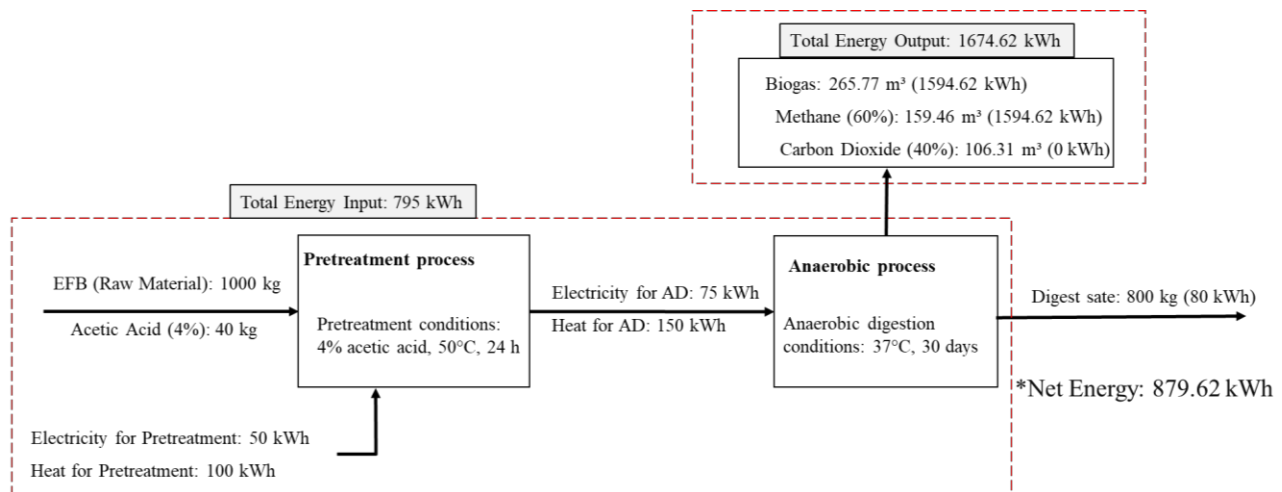 Total Energy Output: 1674.62 kWh
Biogas: 265.77 m³ (1594.62 kWh)
Methane (60%): 159.46 m³ (1594.62 kWh)
Carbon Dioxide (40%): 106.31 m³ (0 kWh)
Total Energy Input: 795 kWh
EFB (Raw Material): 1000 kg
Acetic Acid (4%): 40 kg
Pretreatment process
Pretreatment conditions:
4% acetic acid, 50°C, 24 h
Electricity for Pretreatment: 50 kWh
Heat for Pretreatment: 100 kWh
Electricity for AD: 75 kWh
Heat for AD: 150 kWh
Anaerobic process
Anaerobic digestion
conditions: 37°C, 30 days
Digest sate: 800 kg (80 kWh)
*Net Energy: 879.62 kWh